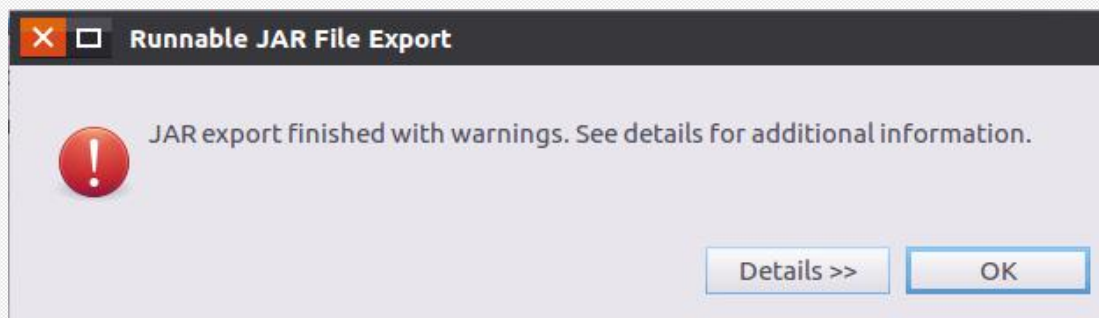 Runnable JAR File Export
JAR export finished with warnings. See details for additional information.
Details >>
OK